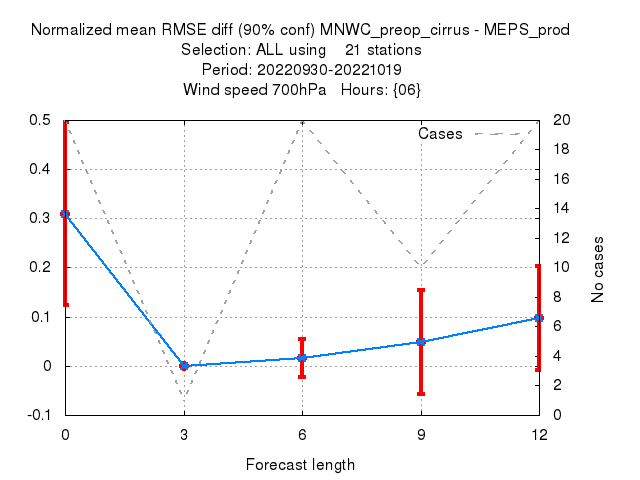 Normalized mean RMSE diff (90% conf) MNWC_preop_cirrus - MEPS_prod
Selection: ALL using 21 stations
Period: 20220930-20221019
Wind speed 700hPa Hours: {06}
Cases
0.5
0.4
0.3
0.2
0.1
0
-0.1
20
18
16
14
12
10
8
6
4
2
0
No cases
0 3 6 9 12
Forecast length